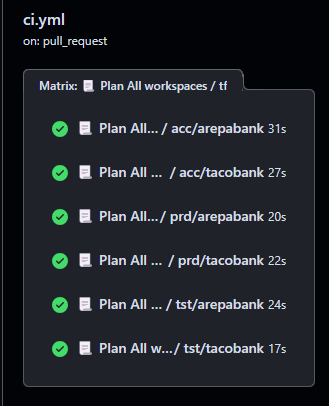 ci.yml
on: pull_request
Matrix: 📃 Plan All workspaces / tf
📃 Plan All... / acc/arepabank 31s
📃 Plan All ... / acc/tacobank 27s
📃 Plan All... / prd/arepabank 20s
📃 Plan All ... / prd/tacobank 22s
📃 Plan All ... / tst/arepabank 24s
📃 Plan All w.../ tst/tacobank 17s